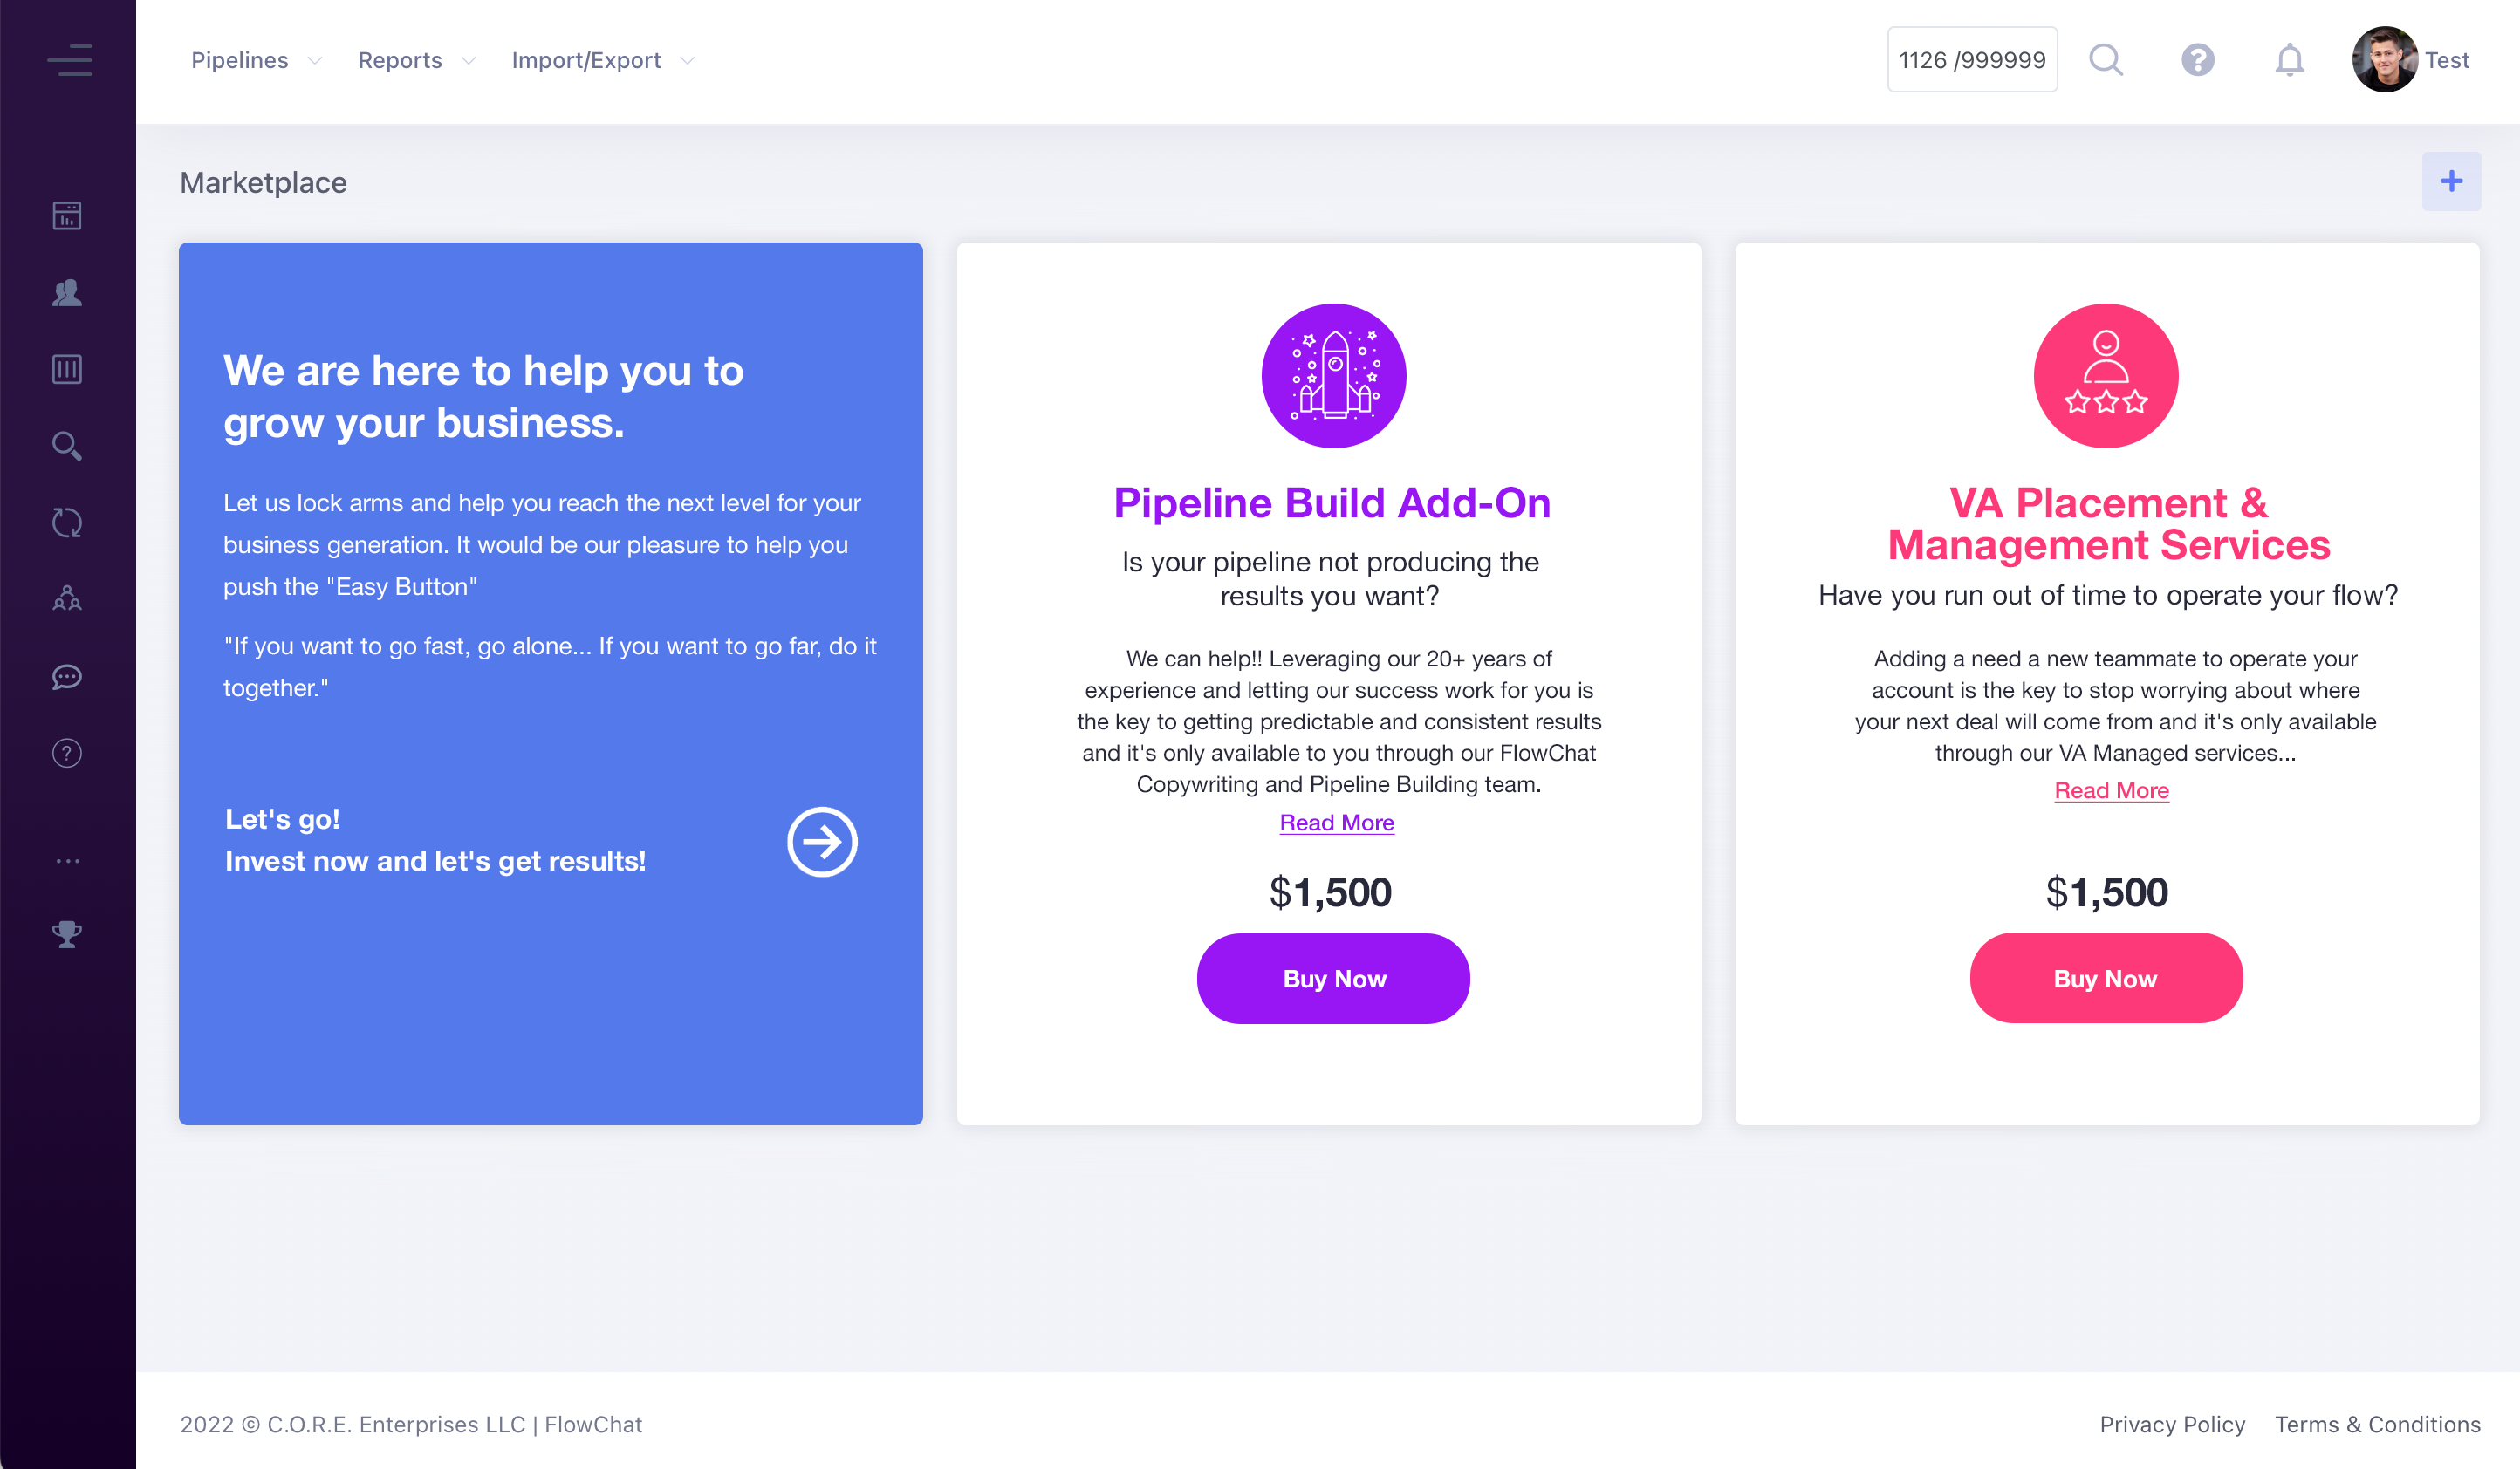 Pipelines Reports Import/Export 1126 /999999 Test
Marketplace
We are here to help you to
grow your business.
Let us lock arms and help you reach the next level for your
business generation. It would be our pleasure to help you
push the "Easy Button"
"If you want to go fast, go alone... If you want to go far, do it
together."
Let's go!
Invest now and let's get results!
Pipeline Build Add-On
Is your pipeline not producing the
results you want?
We can help!! Leveraging our 20+ years of
experience and letting our success work for you is
the key to getting predictable and consistent results
and it's only available to you through our FlowChat
Copywriting and Pipeline Building team.
Read More
$1,500
Buy Now
VA Placement &
Management Services
Have you run out of time to operate your flow?
Adding a need a new teammate to operate your
account is the key to stop worrying about where
your next deal will come from and it's only available
through our VA Managed services...
Read More
$1,500
Buy Now
2022 © C.O.R.E. Enterprises LLC | FlowChat
Privacy Policy Terms & Conditions